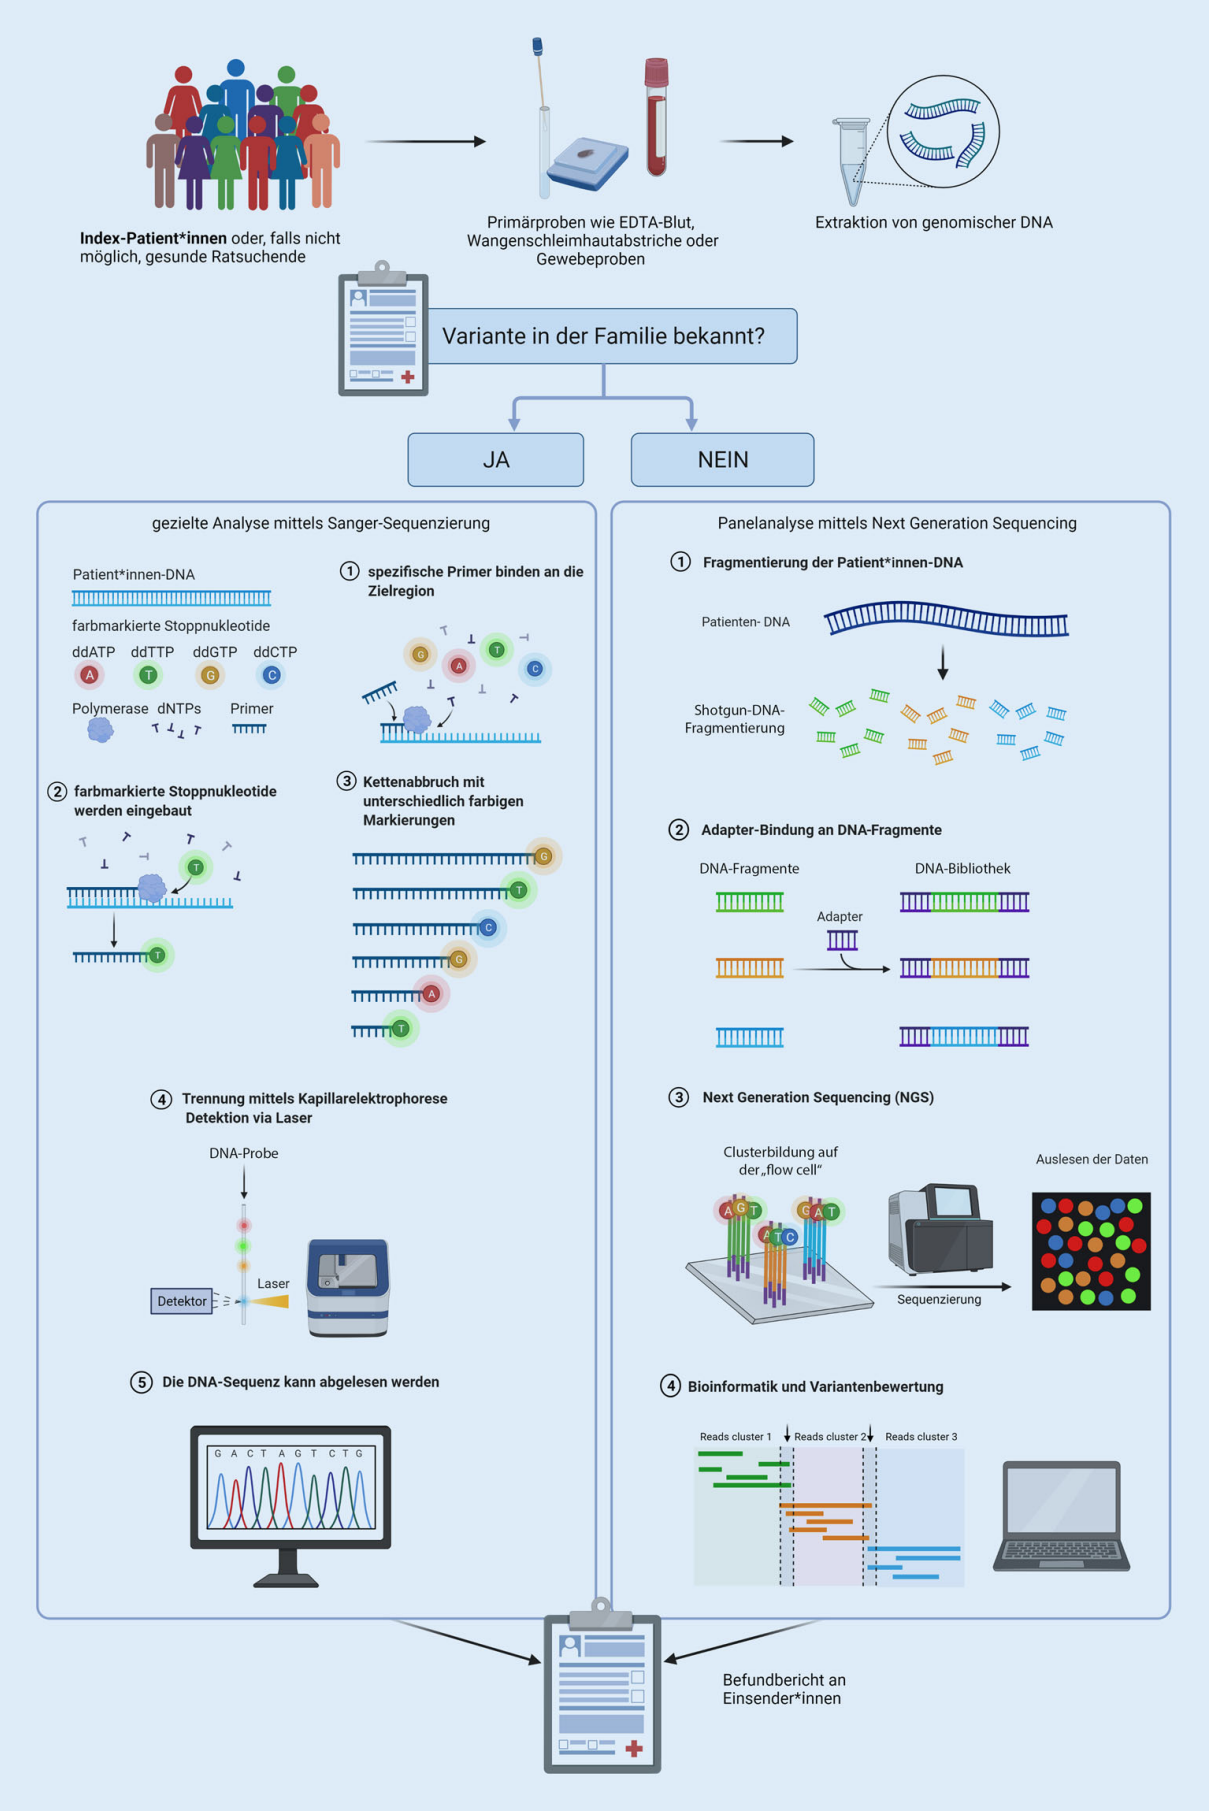 Index-Patient*innen oder, falls nicht
möglich, gesunde Ratsuchende
Primärproben wie EDTA-Blut,
Wangenschleimhautabstriche oder
Gewebeproben
Extraktion von genomischer DNA
Variante in der Familie bekannt?
JA
NEIN
gezielte Analyse mittels Sanger-Sequenzierung
Patient*innen-DNA
farbmarkierte Stoppnukleotide
ddATP ddTTP ddGTP ddCTP
A T G C
Polymerase dNTPs Primer
1 spezifische Primer binden an die
Zielregion
G A T C
2 farbmarkierte Stoppnukleotide
werden eingebaut
T
T
3 Kettenabbruch mit
unterschiedlich farbigen
Markierungen
G
T
C
G
A
T
4 Trennung mittels Kapillarelektrophorese
Detektion via Laser
DNA-Probe
Laser
Detektor
5 Die DNA-Sequenz kann abgelesen werden
G A C T A G T C T G
Panelanalyse mittels Next Generation Sequencing
1 Fragmentierung der Patient*innen-DNA
Patienten- DNA
Shotgun-DNA-
Fragmentierung
2 Adapter-Bindung an DNA-Fragmente
DNA-Fragmente
DNA-Bibliothek
Adapter
3 Next Generation Sequencing (NGS)
Clusterbildung auf
der „flow cell“
Auslesen der Daten
A G T
G A T
A T C
Sequenzierung
4 Bioinformatik und Variantenbewertung
Reads cluster 1 Reads cluster 2 Reads cluster 3
Befundbericht an
Einsender*innen